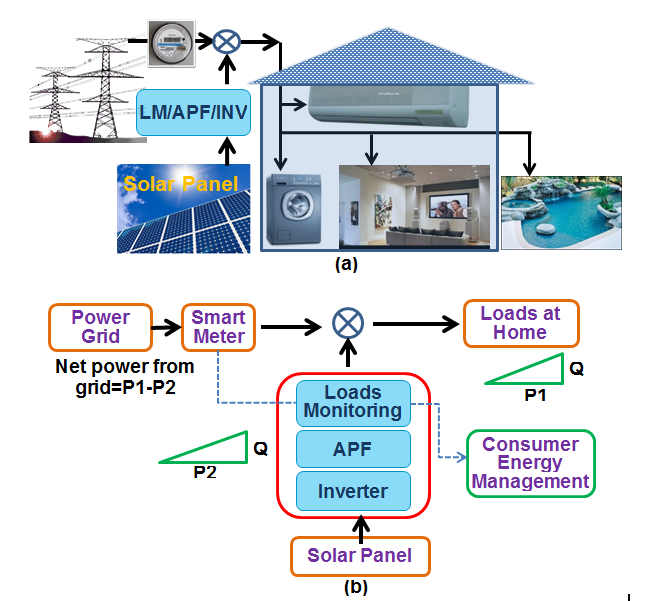 LM/APF/INV
Solar Panel
(a)
Power
Grid
Smart
Meter
Loads at
Home
Net power from
grid=P1-P2
Q
P1
Loads
Monitoring
Q
P2
APF
Consumer
Energy
Management
Inverter
Solar Panel
(b)